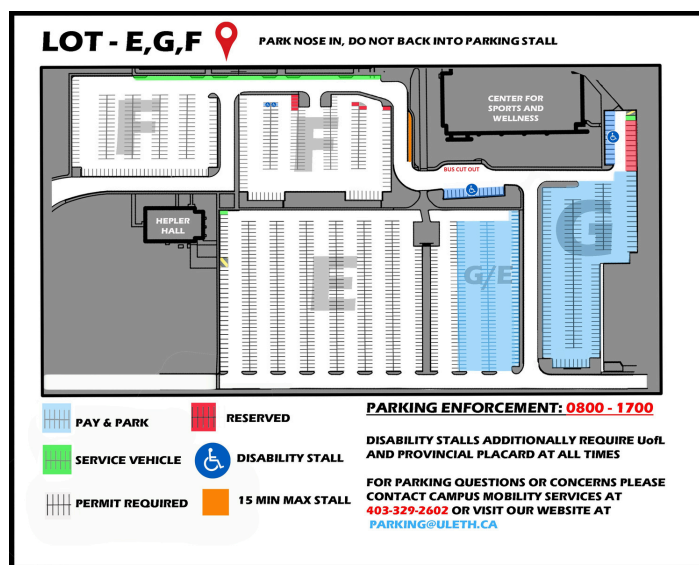 LOT - E,G,F
PARK NOSE IN, DO NOT BACK INTO PARKING STALL
CENTER FOR
SPORTS AND
WELLNESS
F
F
BUS CUT OUT
HEPLER
HALL
E
G/E
G
PAY & PARK
RESERVED
SERVICE VEHICLE
DISABILITY STALL
PERMIT REQUIRED
15 MIN MAX STALL
PARKING ENFORCEMENT: 0800 - 1700
DISABILITY STALLS ADDITIONALLY REQUIRE UofL
AND PROVINCIAL PLACARD AT ALL TIMES
FOR PARKING QUESTIONS OR CONCERNS PLEASE
CONTACT CAMPUS MOBILITY SERVICES AT
403-329-2602 OR VISIT OUR WEBSITE AT
PARKING@ULETH.CA